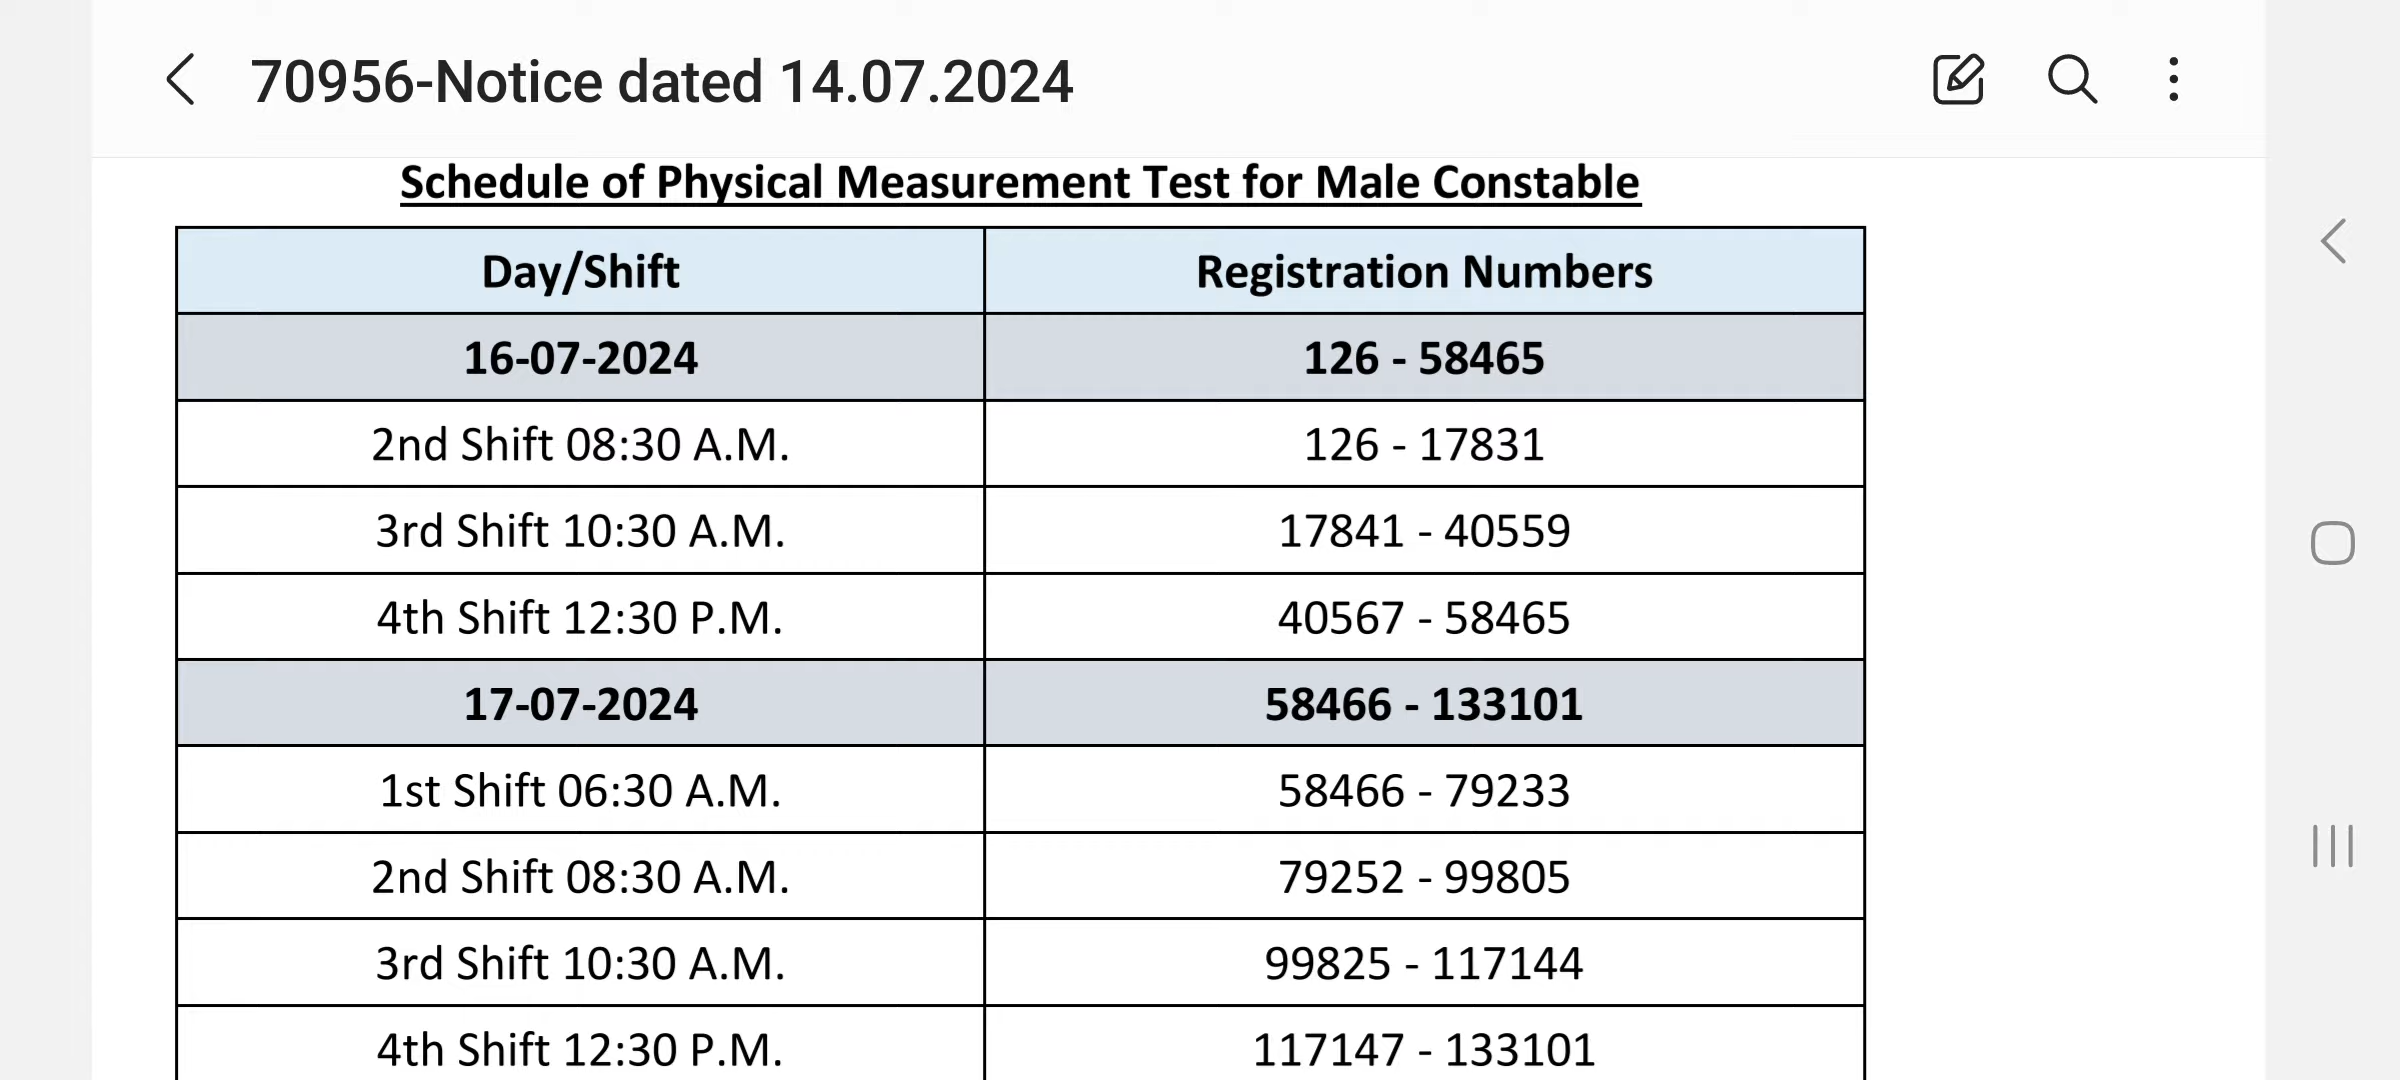 70956-Notice dated 14.07.2024
Schedule of Physical Measurement Test for Male Constable
Day/Shift Registration Numbers
16-07-2024 126 - 58465
2nd Shift 08:30 A.M. 126 - 17831
3rd Shift 10:30 A.M. 17841 - 40559
4th Shift 12:30 P.M. 40567 - 58465
17-07-2024 58466 - 133101
1st Shift 06:30 A.M. 58466 - 79233
2nd Shift 08:30 A.M. 79252 - 99805
3rd Shift 10:30 A.M. 99825 - 117144
4th Shift 12:30 P.M. 117147 - 133101